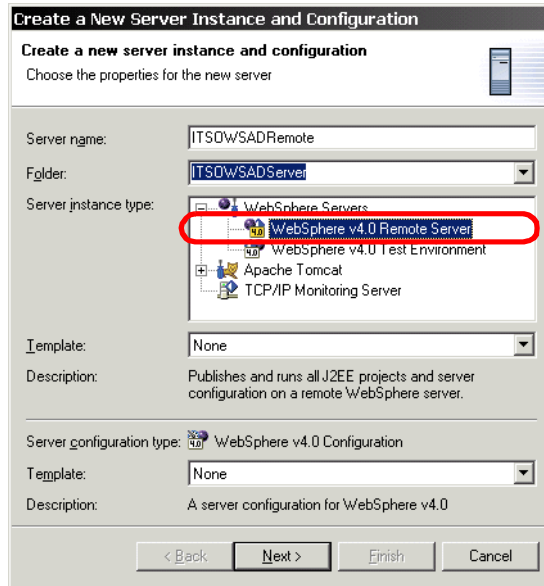 Create a New Server Instance and Configuration
Create a new server instance and configuration
Choose the properties for the new server
Server name: ITSOWSADRemote
Folder: ITSOWSADServer
Server instance type: WebSphere Servers
WebSphere v4.0 Remote Server
WebSphere v4.0 Test Environment
Apache Tomcat
TCP/IP Monitoring Server
Template: None
Description: Publishes and runs all J2EE projects and server
configuration on a remote WebSphere server.
Server configuration type: WebSphere v4.0 Configuration
Template: None
Description: A server configuration for WebSphere v4.0
< Back Next > Finish Cancel